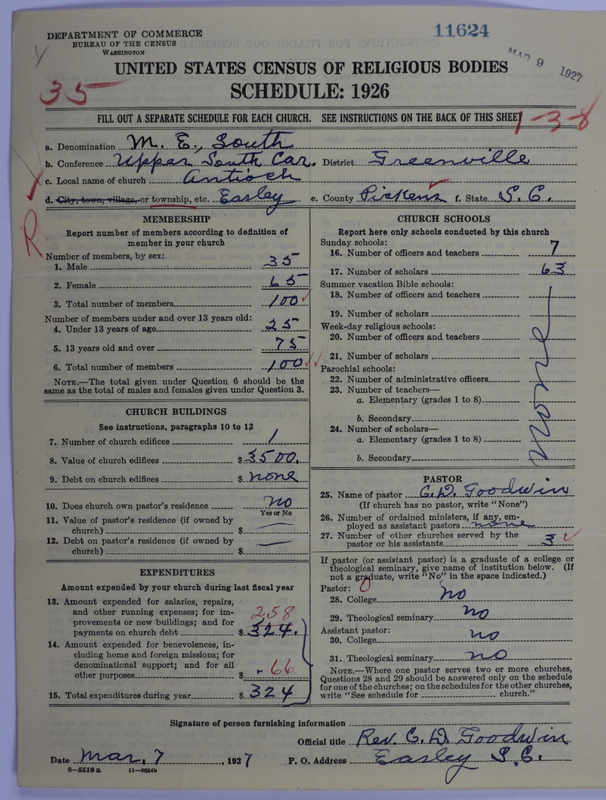 DEPARTMENT OF COMMERCE
BUREAU OF THE CENSUS
WASHINGTON
11624
MAR 9 1927
UNITED STATES CENSUS OF RELIGIOUS BODIES
SCHEDULE: 1926
35
FILL OUT A SEPARATE SCHEDULE FOR EACH CHURCH. SEE INSTRUCTIONS ON THE BACK OF THIS SHEET
1-3-8
a. Denomination M. E., South
b. Conference Upper South Car. District Greenville
c. Local name of church Antioch
d. City, town, village, or township, etc. Easley e. County Pickens f. State S. C.
R
MEMBERSHIP
Report number of members according to definition of member in your church
Number of members, by sex:
1. Male 35
2. Female 65
3. Total number of members 100
Number of members under and over 13 years old:
4. Under 13 years of age 25
5. 13 years old and over 75
6. Total number of members 100
NOTE.—The total given under Question 6 should be the same as the total of males and females given under Question 3.
CHURCH BUILDINGS
See instructions, paragraphs 10 to 12
7. Number of church edifices 1
8. Value of church edifices $3500.
9. Debt on church edifices $ none
10. Does church own pastor's residence no
Yes or No
11. Value of pastor's residence (if owned by church) $ —
12. Debt on pastor's residence (if owned by church) $ —
EXPENDITURES
Amount expended by your church during last fiscal year
13. Amount expended for salaries, repairs, and other running expenses; for improvements or new buildings; and for payments on church debt $ 324.
258
14. Amount expended for benevolences, including home and foreign missions; for denominational support; and for all other purposes $
66
15. Total expenditures during year $ 324
CHURCH SCHOOLS
Report here only schools conducted by this church
Sunday schools:
16. Number of officers and teachers 7
17. Number of scholars 63
Summer vacation Bible schools:
18. Number of officers and teachers
19. Number of scholars
Week-day religious schools:
20. Number of officers and teachers
21. Number of scholars
Parochial schools:
22. Number of administrative officers
23. Number of teachers—
a. Elementary (grades 1 to 8)
b. Secondary
24. Number of scholars—
a. Elementary (grades 1 to 8)
b. Secondary
none
PASTOR
25. Name of pastor C. D. Goodwin
(If church has no pastor, write "None")
26. Number of ordained ministers, if any, employed as assistant pastors none
27. Number of other churches served by the pastor or his assistants 3
If pastor (or assistant pastor) is a graduate of a college or theological seminary, give name of institution below. (If not a graduate, write "No" in the space indicated.)
Pastor: 0
28. College no
29. Theological seminary no
Assistant pastor:
30. College no
31. Theological seminary no
NOTE.—Where one pastor serves two or more churches, Questions 28 and 29 should be answered only on the schedule for one of the churches; on the schedules for the other churches, write "See schedule for church."
Signature of person furnishing information
Official title Rev. C. D. Goodwin
Date Mar. 7, 1927 P. O. Address Easley S. C.
8—5518 a 11—9664b